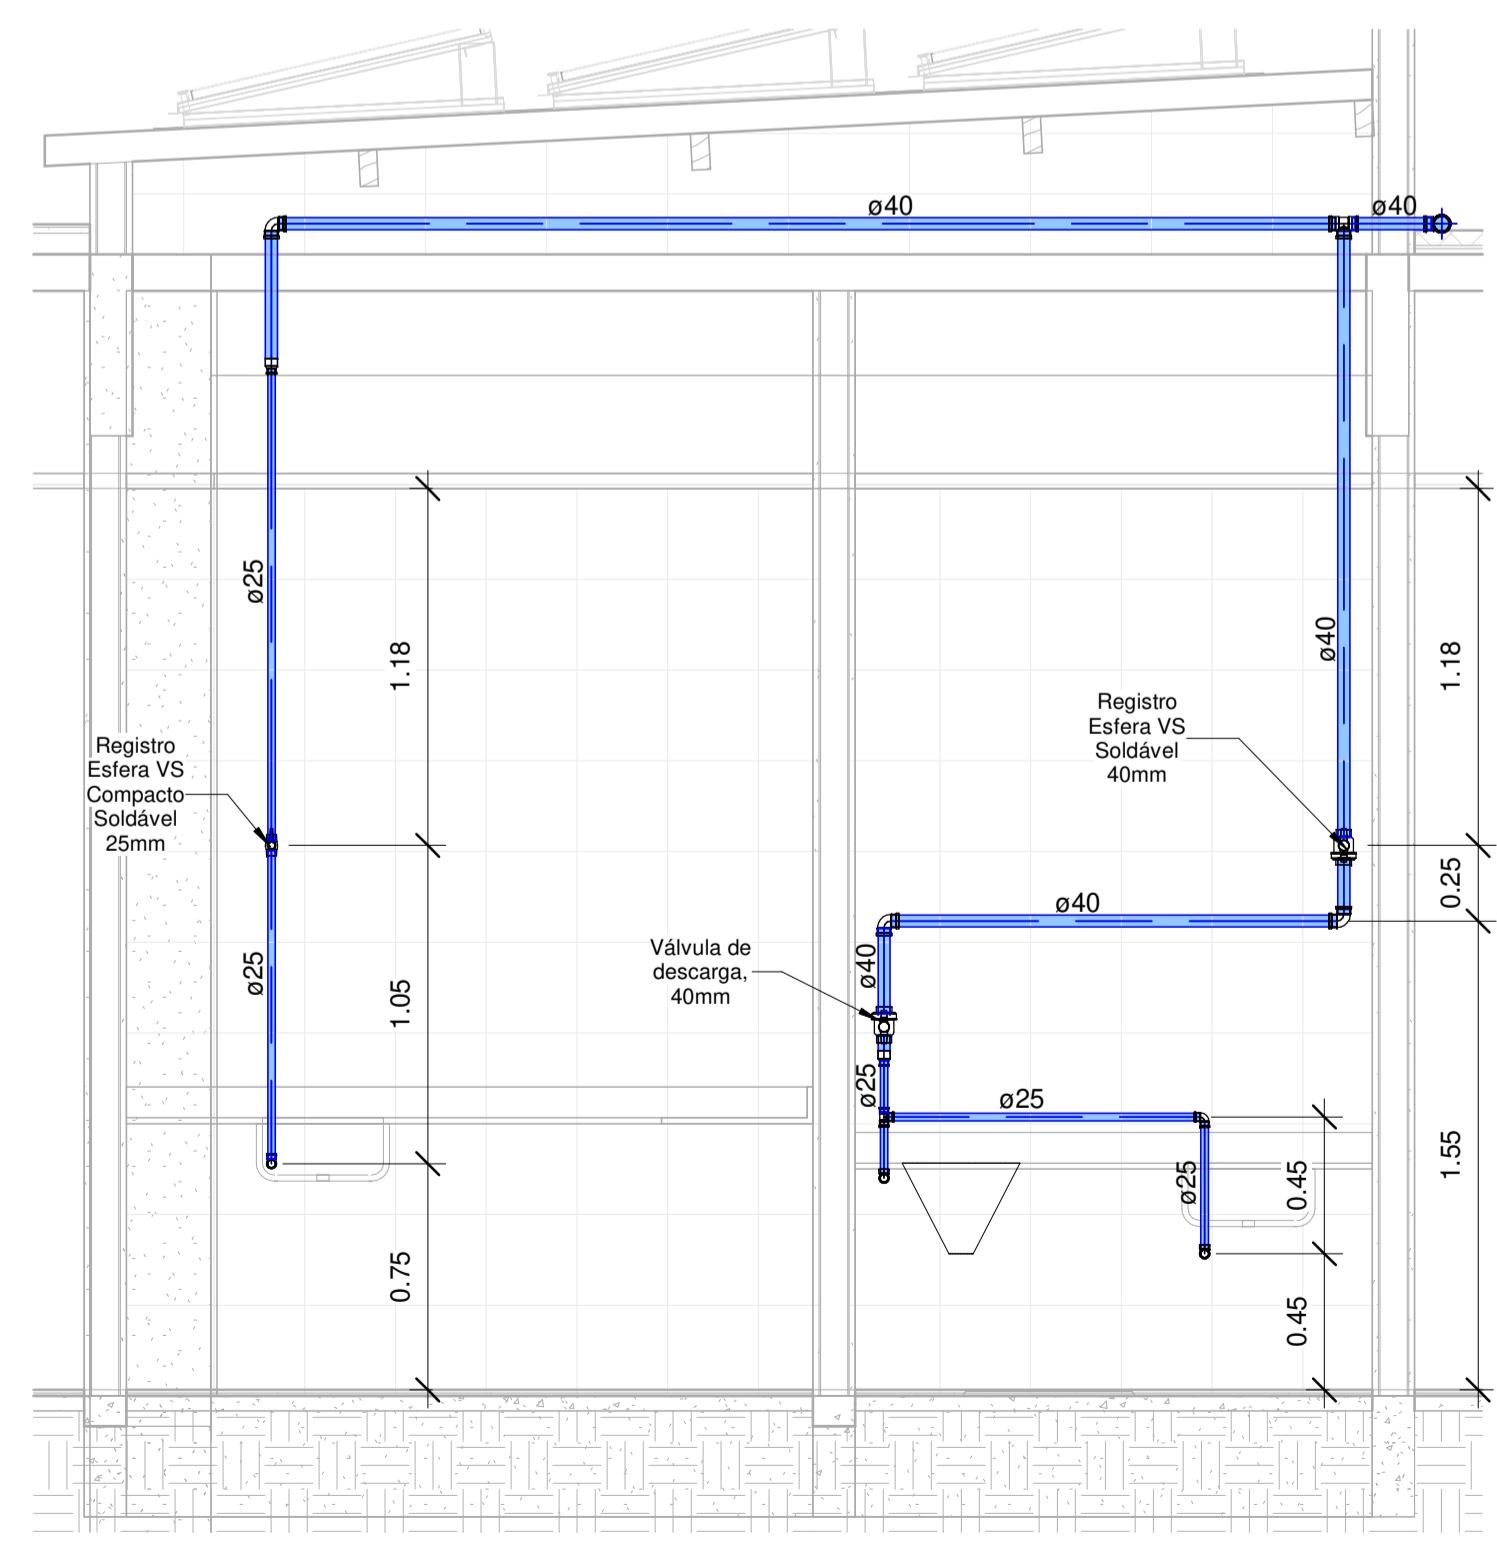 ø40
ø40
ø25
1.18
ø40
1.18
Registro
Esfera VS
Soldável
40mm
Registro
Esfera VS
Compacto
Soldável
25mm
0.25
ø40
Válvula de
descarga,
40mm
ø40
ø25
1.05
ø25
ø25
1.55
ø25
0.45
0.75
0.45